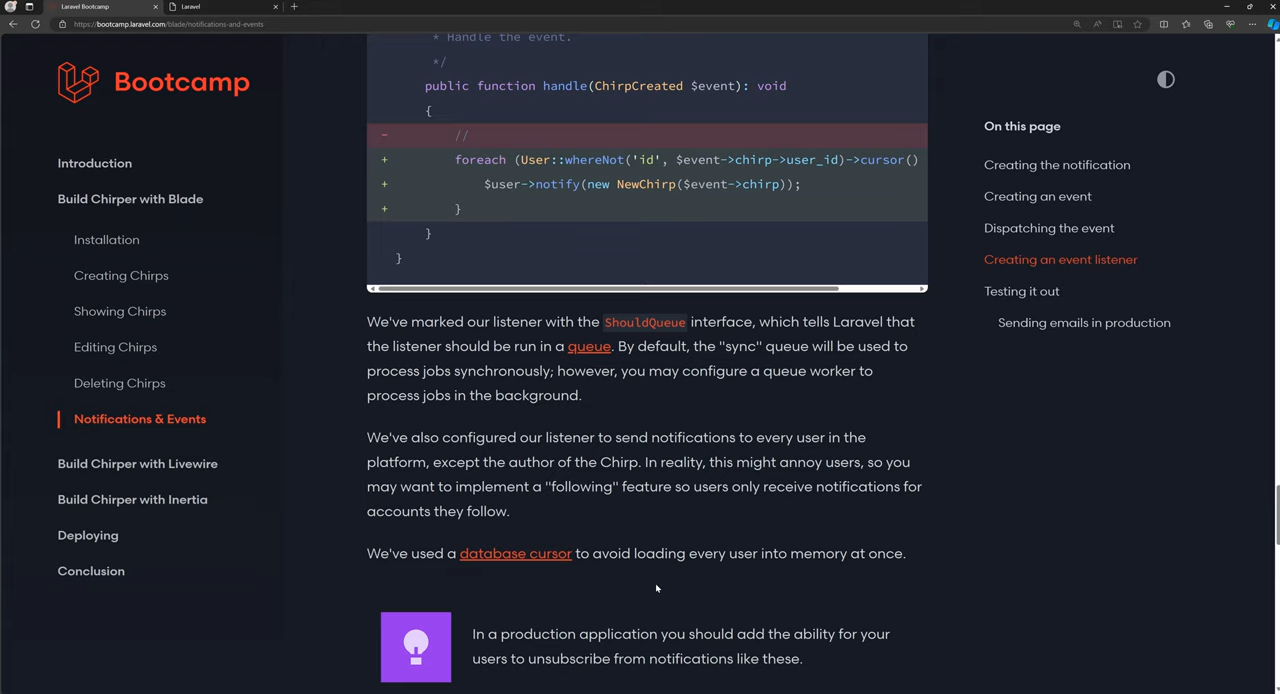 Laravel Bootcamp
Laravel
https://bootcamp.laravel.com/blade/notifications-and-events
Bootcamp
Introduction
Build Chirper with Blade
Installation
Creating Chirps
Showing Chirps
Editing Chirps
Deleting Chirps
Notifications & Events
Build Chirper with Livewire
Build Chirper with Inertia
Deploying
Conclusion
* Handle the event.
*/
public function handle(ChirpCreated $event): void
{
- //
+ foreach (User::whereNot('id', $event->chirp->user_id)->cursor()
+ $user->notify(new NewChirp($event->chirp));
+ }
}
}
We've marked our listener with the ShouldQueue interface, which tells Laravel that
the listener should be run in a queue. By default, the "sync" queue will be used to
process jobs synchronously; however, you may configure a queue worker to
process jobs in the background.
We've also configured our listener to send notifications to every user in the
platform, except the author of the Chirp. In reality, this might annoy users, so you
may want to implement a "following" feature so users only receive notifications for
accounts they follow.
We've used a database cursor to avoid loading every user into memory at once.
In a production application you should add the ability for your
users to unsubscribe from notifications like these.
On this page
Creating the notification
Creating an event
Dispatching the event
Creating an event listener
Testing it out
Sending emails in production